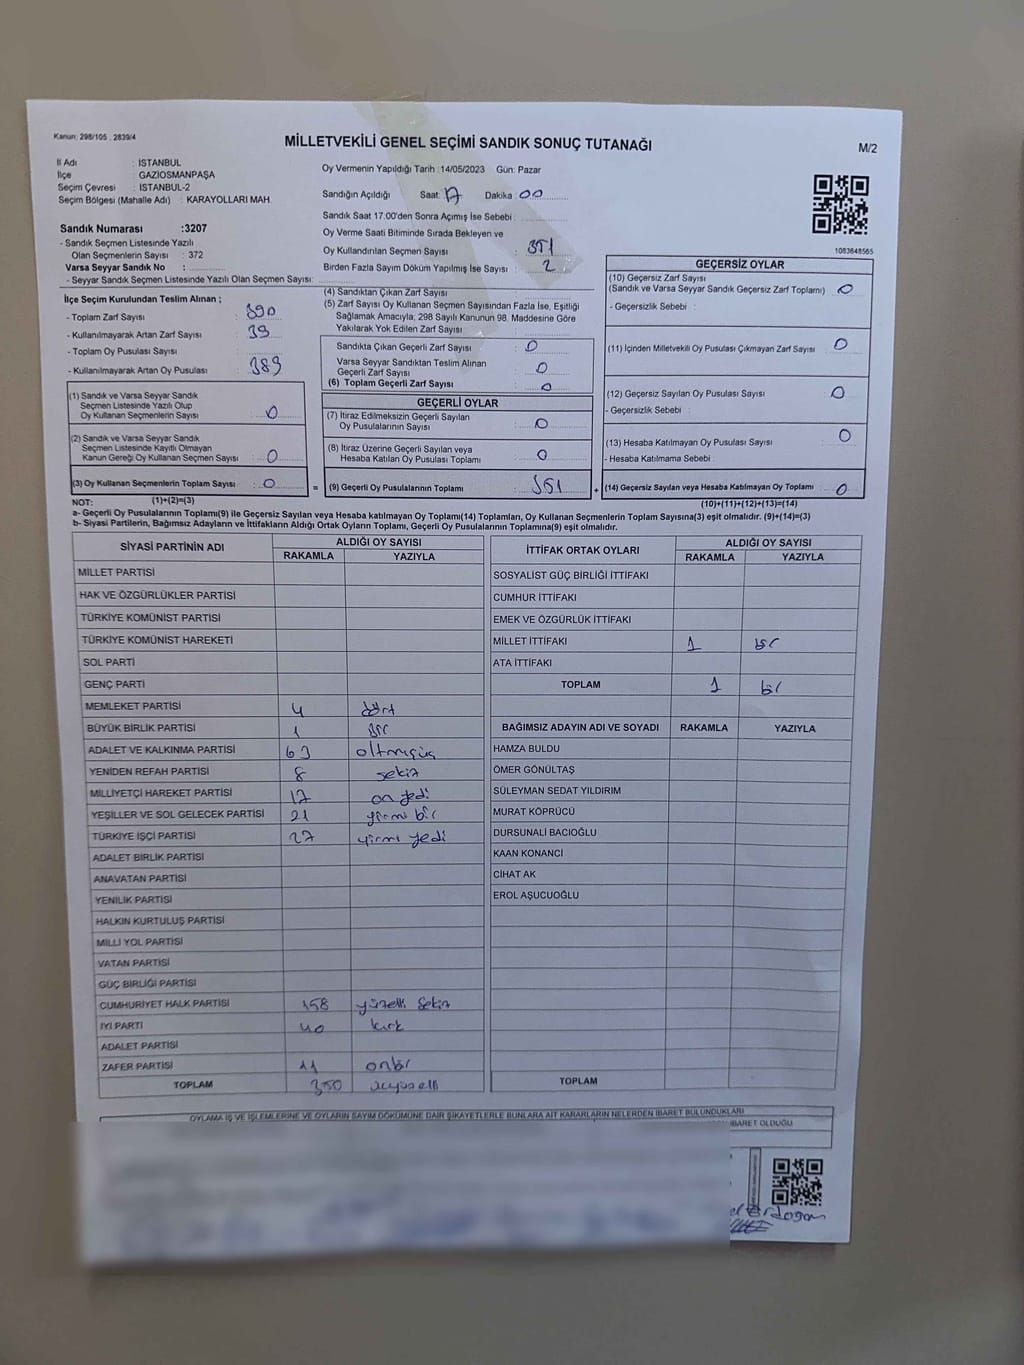 Kanun: 298/105 , 2839/4
MİLLETVEKİLİ GENEL SEÇİMİ SANDIK SONUÇ TUTANAĞI
M/2
İl Adı : İSTANBUL
İlçe : GAZİOSMANPAŞA
Seçim Çevresi : İSTANBUL-2
Seçim Bölgesi (Mahalle Adı) : KARAYOLLARI MAH.
Oy Vermenin Yapıldığı Tarih :14/05/2023 Gün: Pazar
Sandığın Açıldığı Saat: 17 Dakika: 00
Sandık Saat 17:00'den Sonra Açımış İse Sebebi :
Oy Verme Saati Bitiminde Sırada Bekleyen ve
Oy Kullandırılan Seçmen Sayısı 351
Birden Fazla Sayım Döküm Yapılmış İse Sayısı : 2
1083648565
Sandık Numarası :3207
- Sandık Seçmen Listesinde Yazılı
Olan Seçmenlerin Sayısı : 372
Varsa Seyyar Sandık No :
- Seyyar Sandık Seçmen Listesinde Yazılı Olan Seçmen Sayısı:
İlçe Seçim Kurulundan Teslim Alınan ;
- Toplam Zarf Sayısı : 390
- Kullanılmayarak Artan Zarf Sayısı : 39
- Toplam Oy Pusulası Sayısı :
- Kullanılmayarak Artan Oy Pusulası : 389
(1) Sandık ve Varsa Seyyar Sandık
Seçmen Listesinde Yazılı Olup
Oy Kullanan Seçmenlerin Sayısı : 0
(2) Sandık ve Varsa Seyyar Sandık
Seçmen Listesinde Kayıtlı Olmayan
Kanun Gereği Oy Kullanan Seçmen Sayısı : 0
(3) Oy Kullanan Seçmenlerin Toplam Sayısı : 0
(1)+(2)=(3)
(4) Sandıktan Çıkan Zarf Sayısı :
(5) Zarf Sayısı Oy Kullanan Seçmen Sayısından Fazla İse, Eşitliği
Sağlamak Amacıyla; 298 Sayılı Kanunun 98. Maddesine Göre
Yakılarak Yok Edilen Zarf Sayısı :
Sandıkta Çıkan Geçerli Zarf Sayısı : 0
Varsa Seyyar Sandıktan Teslim Alınan
Geçerli Zarf Sayısı : 0
(6) Toplam Geçerli Zarf Sayısı : 0
GEÇERLİ OYLAR
(7) İtiraz Edilmeksizin Geçerli Sayılan
Oy Pusulalarının Sayısı : 0
(8) İtiraz Üzerine Geçerli Sayılan veya
Hesaba Katılan Oy Pusulası Toplamı : 0
= (9) Geçerli Oy Pusulalarının Toplamı 351 +
GEÇERSİZ OYLAR
(10) Geçersiz Zarf Sayısı
(Sandık ve Varsa Seyyar Sandık Geçersiz Zarf Toplamı) : 0
- Geçersizlik Sebebi :
(11) İçinden Milletvekili Oy Pusulası Çıkmayan Zarf Sayısı : 0
(12) Geçersiz Sayılan Oy Pusulası Sayısı : 0
- Geçersizlik Sebebi :
(13) Hesaba Katılmayan Oy Pusulası Sayısı : 0
- Hesaba Katılmama Sebebi :
(14) Geçersiz Sayılan veya Hesaba Katılmayan Oy Toplamı : 0
(10)+(11)+(12)+(13)=(14)
NOT:
a- Geçerli Oy Pusulalarının Toplamı(9) ile Geçersiz Sayılan veya Hesaba katılmayan Oy Toplamı(14) Toplamları, Oy Kullanan Seçmenlerin Toplam Sayısına(3) eşit olmalıdır. (9)+(14)=(3)
b- Siyasi Partilerin, Bağımsız Adayların ve İttifakların Aldığı Ortak Oyların Toplamı, Geçerli Oy Pusulalarının Toplamına(9) eşit olmalıdır.
SİYASİ PARTİNİN ADI ALDIĞI OY SAYISI
RAKAMLA YAZIYLA
MİLLET PARTİSİ
HAK VE ÖZGÜRLÜKLER PARTİSİ
TÜRKİYE KOMÜNİST PARTİSİ
TÜRKİYE KOMÜNİST HAREKETİ
SOL PARTİ
GENÇ PARTİ
MEMLEKET PARTİSİ 4 dört
BÜYÜK BİRLİK PARTİSİ 1 bir
ADALET VE KALKINMA PARTİSİ 63 altmışüç
YENİDEN REFAH PARTİSİ 8 sekiz
MİLLİYETÇİ HAREKET PARTİSİ 17 on yedi
YEŞİLLER VE SOL GELECEK PARTİSİ 21 yirmi bir
TÜRKİYE İŞÇİ PARTİSİ 27 yirmi yedi
ADALET BİRLİK PARTİSİ
ANAVATAN PARTİSİ
YENİLİK PARTİSİ
HALKIN KURTULUŞ PARTİSİ
MİLLİ YOL PARTİSİ
VATAN PARTİSİ
GÜÇ BİRLİĞİ PARTİSİ
CUMHURİYET HALK PARTİSİ 158 yüzelli sekiz
İYİ PARTİ 40 kırk
ADALET PARTİSİ
ZAFER PARTİSİ 11 onbir
TOPLAM 350 üçyüzelli
İTTİFAK ORTAK OYLARI ALDIĞI OY SAYISI
RAKAMLA YAZIYLA
SOSYALİST GÜÇ BİRLİĞİ İTTİFAKI
CUMHUR İTTİFAKI
EMEK VE ÖZGÜRLÜK İTTİFAKI
MİLLET İTTİFAKI 1 bir
ATA İTTİFAKI
TOPLAM 1 bir
BAĞIMSIZ ADAYIN ADI VE SOYADI RAKAMLA YAZIYLA
HAMZA BULDU
ÖMER GÖNÜLTAŞ
SÜLEYMAN SEDAT YILDIRIM
MURAT KÖPRÜCÜ
DURSUNALİ BACIOĞLU
KAAN KONANCİ
CİHAT AK
EROL AŞUCUOĞLU
TOPLAM
OYLAMA İŞ VE İŞLEMLERİNE VE OYLARIN SAYIM DÖKÜMÜNE DAİR ŞİKAYETLERLE BUNLARA AİT KARARLARIN NELERDEN İBARET BULUNDUKLARI
İBARET OLDUĞU
Erdogan